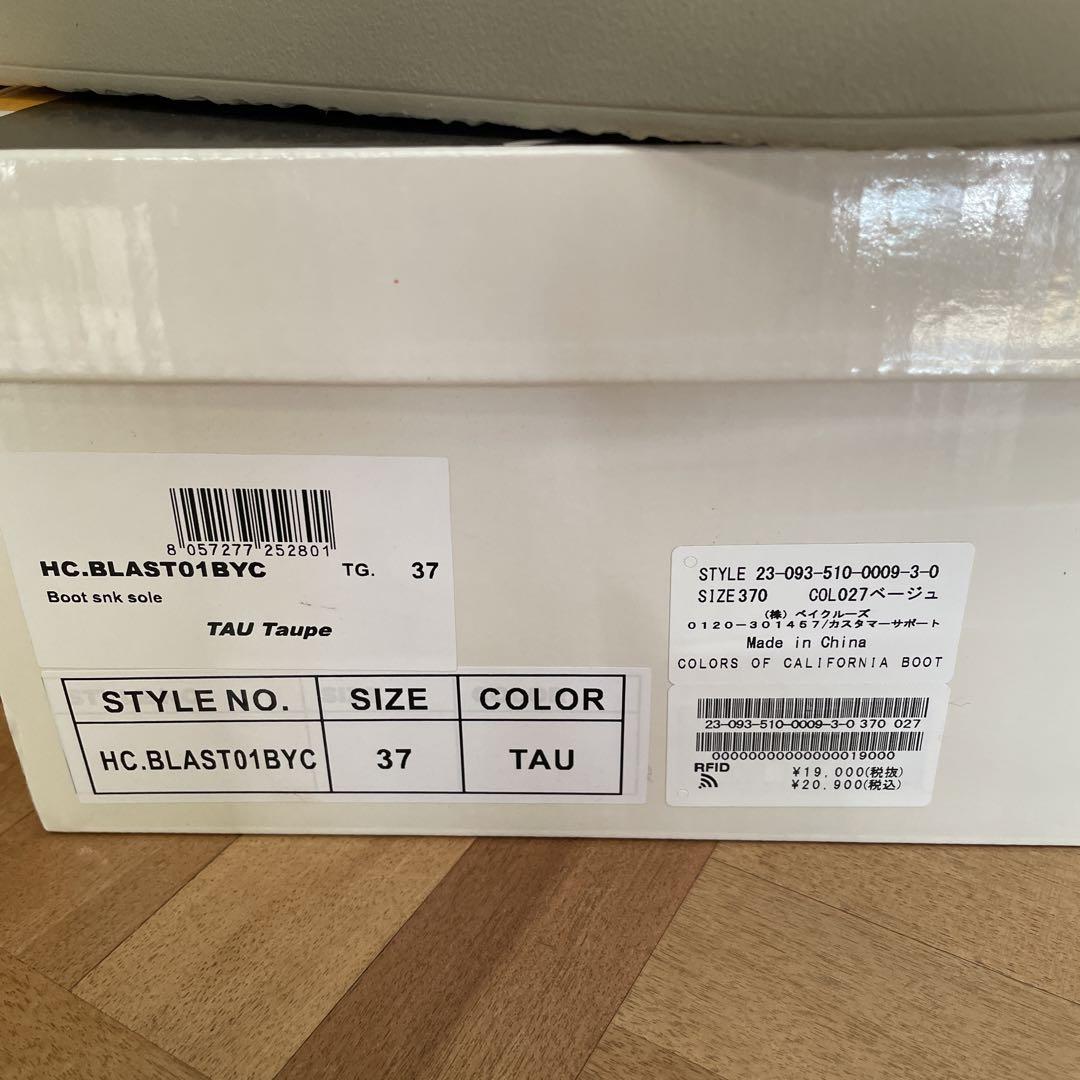 8 057277 252801
HC.BLAST01BYC TG. 37
Boot snk sole
TAU Taupe
STYLE NO. SIZE COLOR
HC.BLAST01BYC 37 TAU
STYLE 23-093-510-0009-3-0
SIZE370 COL027ベージュ
(株) ベイクルーズ
0120-301457/カスタマーサポート
Made in China
COLORS OF CALIFORNIA BOOT
23-093-510-0009-3-0 370 027
00000000000000019000
RFID
¥19,000(税抜)
¥20,900(税込)